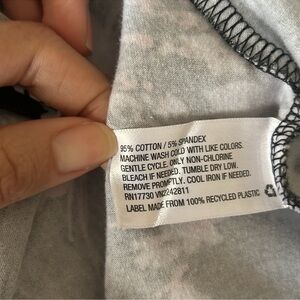 95% COTTON / 5% SPANDEX
MACHINE WASH COLD WITH LIKE COLORS.
GENTLE CYCLE. ONLY NON-CHLORINE
BLEACH IF NEEDED. TUMBLE DRY LOW.
REMOVE PROMPTLY. COOL IRON IF NEEDED.
RN17730 VN2242811
LABEL MADE FROM 100% RECYCLED PLASTIC